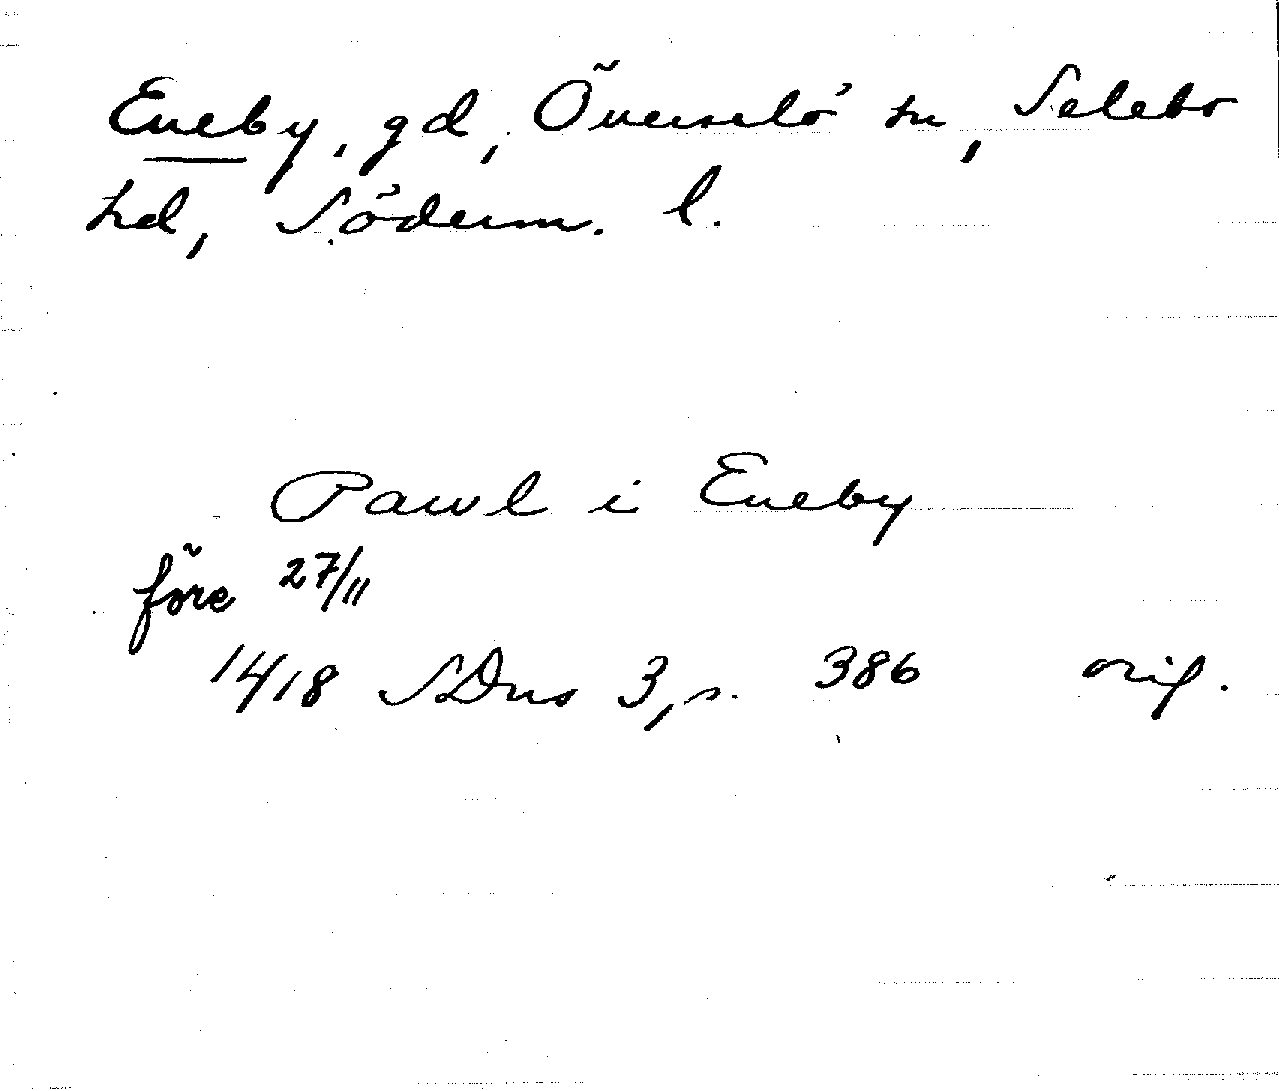 Eneby, gd, Överselö sn, Selebo
hd, Söderm. l.
Pawl i Eneby
före 27/11
1418 SDns 3, s. 386 orig.